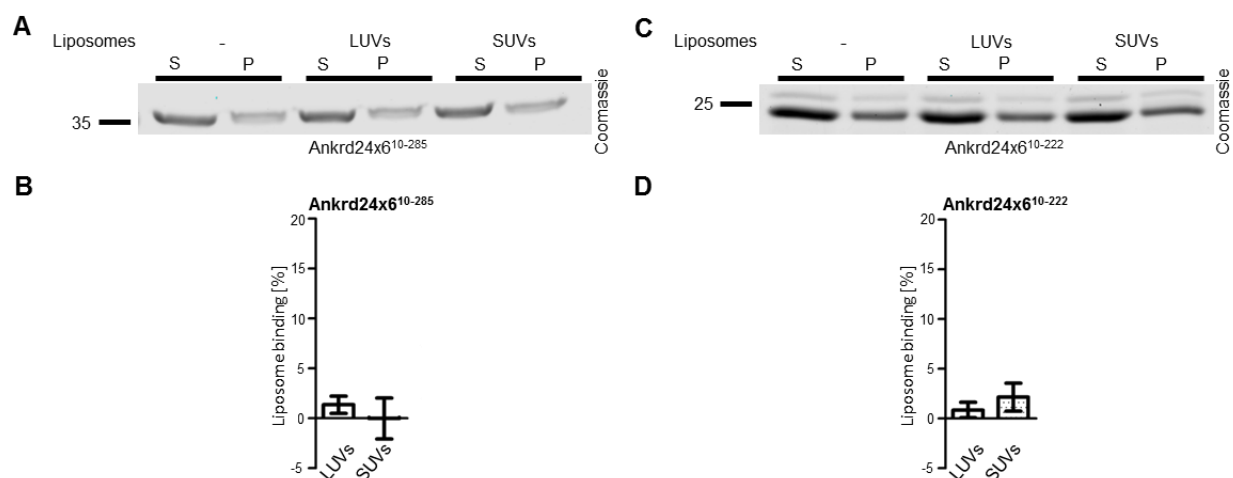 A
Liposomes - LUVs SUVs
S P S P S P
35
Coomassie
Ankrd24x6¹⁰⁻²⁸⁵
B
Ankrd24x6¹⁰⁻²⁸⁵
Liposome binding [%]
20
15
10
5
0
-5
LUVs SUVs
C
Liposomes - LUVs SUVs
S P S P S P
25
Coomassie
Ankrd24x6¹⁰⁻²²²
D
Ankrd24x6¹⁰⁻²²²
Liposome binding [%]
20
15
10
5
0
-5
LUVs SUVs